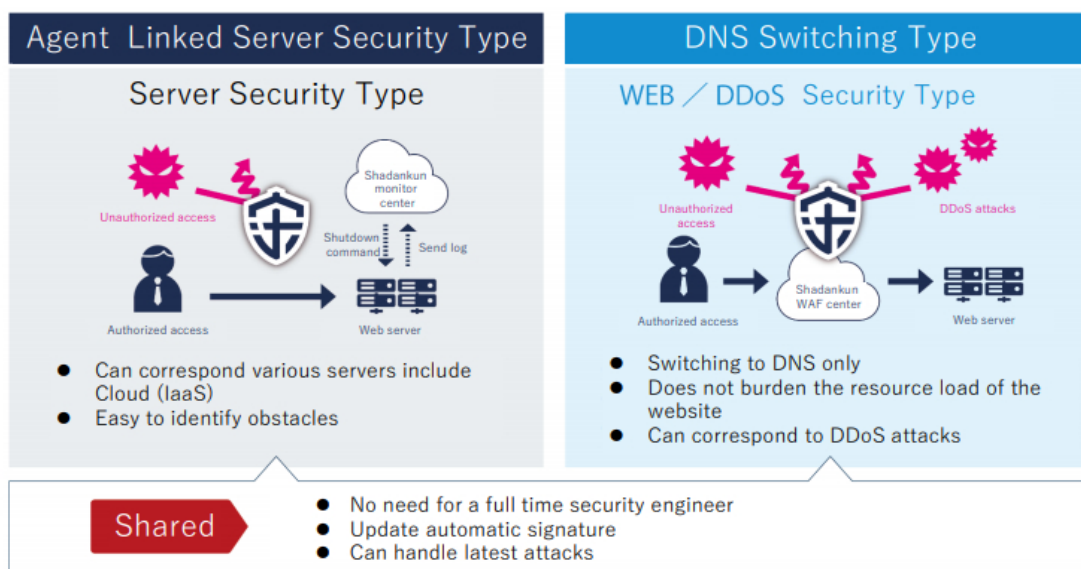 Agent Linked Server Security Type
Server Security Type
Unauthorized access
Shadankun
monitor
center
Shutdown
command
Send log
Authorized access
Web server
● Can correspond various servers include
Cloud (IaaS)
● Easy to identify obstacles
DNS Switching Type
WEB / DDoS Security Type
Unauthorized
access
DDoS attacks
Shadankun
WAF center
Authorized access
Web server
● Switching to DNS only
● Does not burden the resource load of the
website
● Can correspond to DDoS attacks
Shared
● No need for a full time security engineer
● Update automatic signature
● Can handle latest attacks